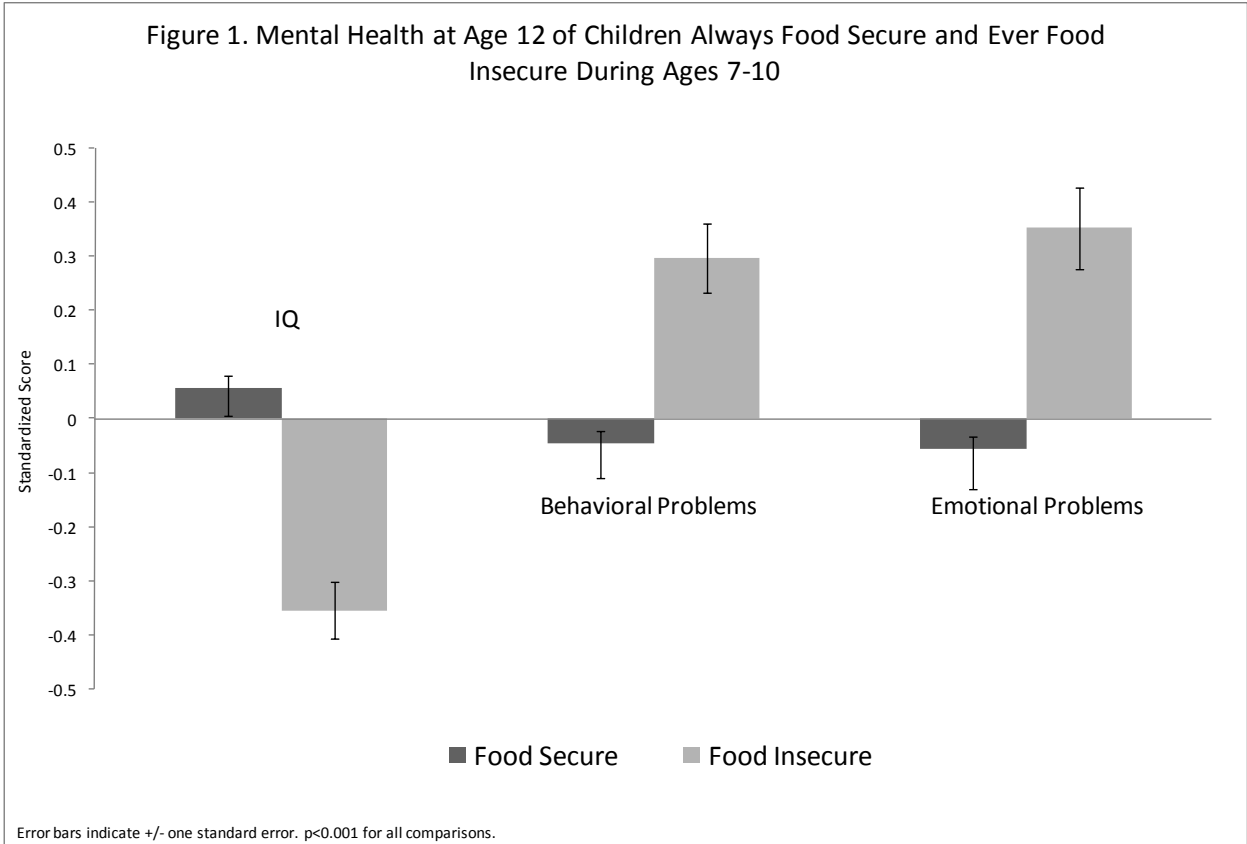 Figure 1. Mental Health at Age 12 of Children Always Food Secure and Ever Food
Insecure During Ages 7-10
0.5
0.4
0.3
0.2
0.1
0
-0.1
-0.2
-0.3
-0.4
-0.5
Standardized Score
IQ
Behavioral Problems
Emotional Problems
Food Secure
Food Insecure
Error bars indicate +/- one standard error. p<0.001 for all comparisons.